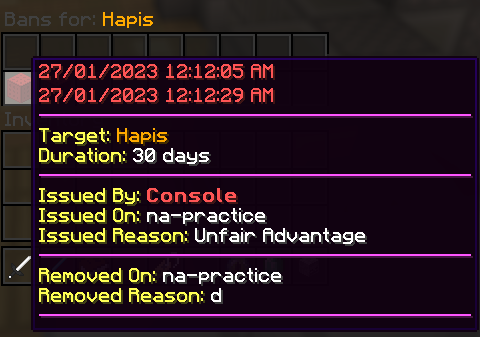 Bans for: Hapis
27/01/2023 12:12:05 AM
27/01/2023 12:12:29 AM
Target: Hapis
Duration: 30 days
Issued By: Console
Issued On: na-practice
Issued Reason: Unfair Advantage
Removed On: na-practice
Removed Reason: d